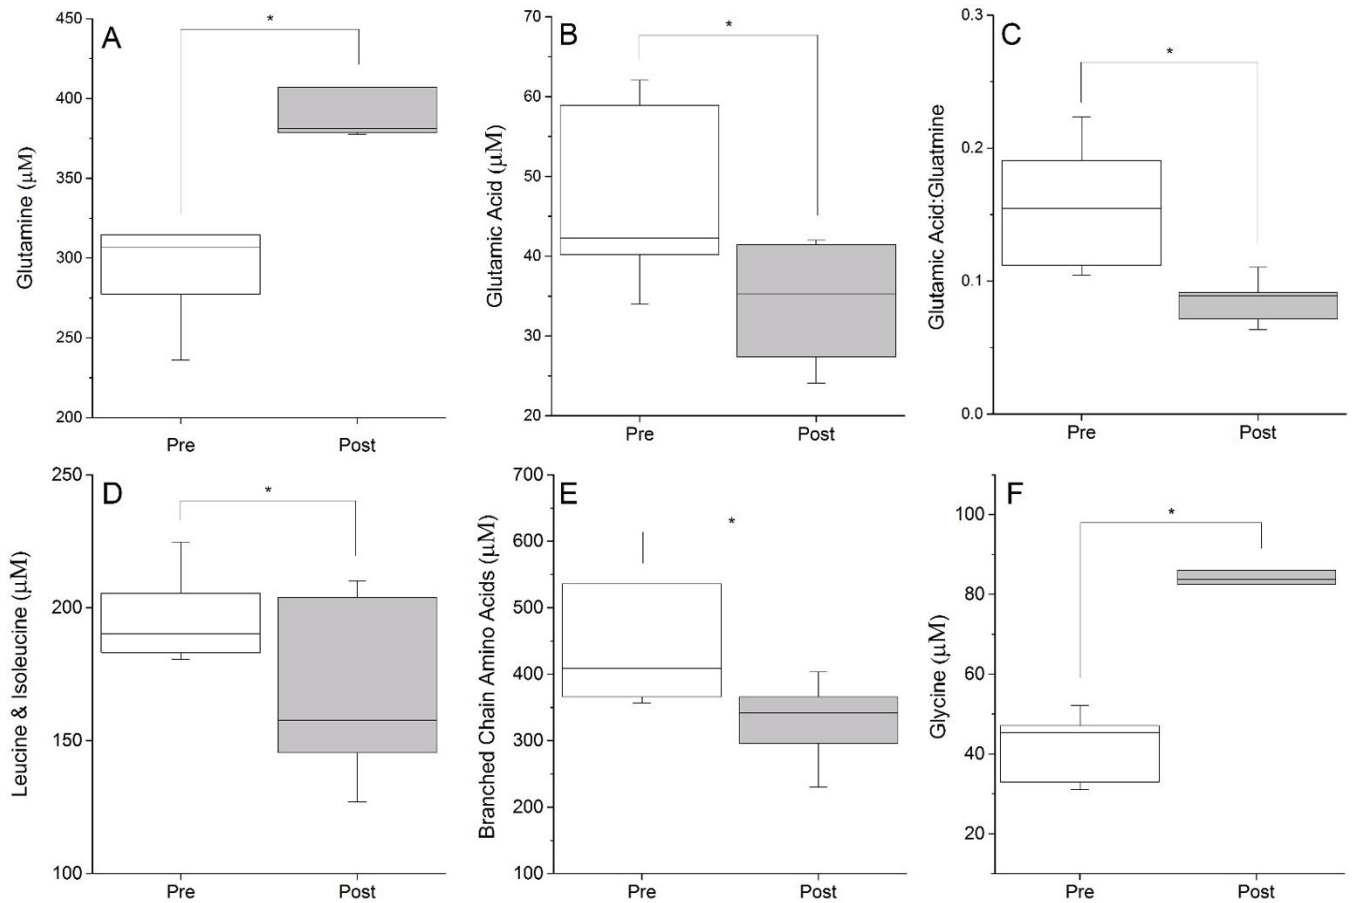 A
*
450
400
350
300
250
200
Glutamine (μM)
Pre
Post
B
*
70
60
50
40
30
20
Glutamic Acid (μM)
Pre
Post
C
*
0.3
0.2
0.1
0.0
Glutamic Acid:Gluatmine
Pre
Post
D
*
250
200
150
100
Leucine & Isoleucine (μM)
Pre
Post
E
*
700
600
500
400
300
200
100
Branched Chain Amino Acids (μM)
Pre
Post
F
*
100
80
60
40
20
Glycine (μM)
Pre
Post